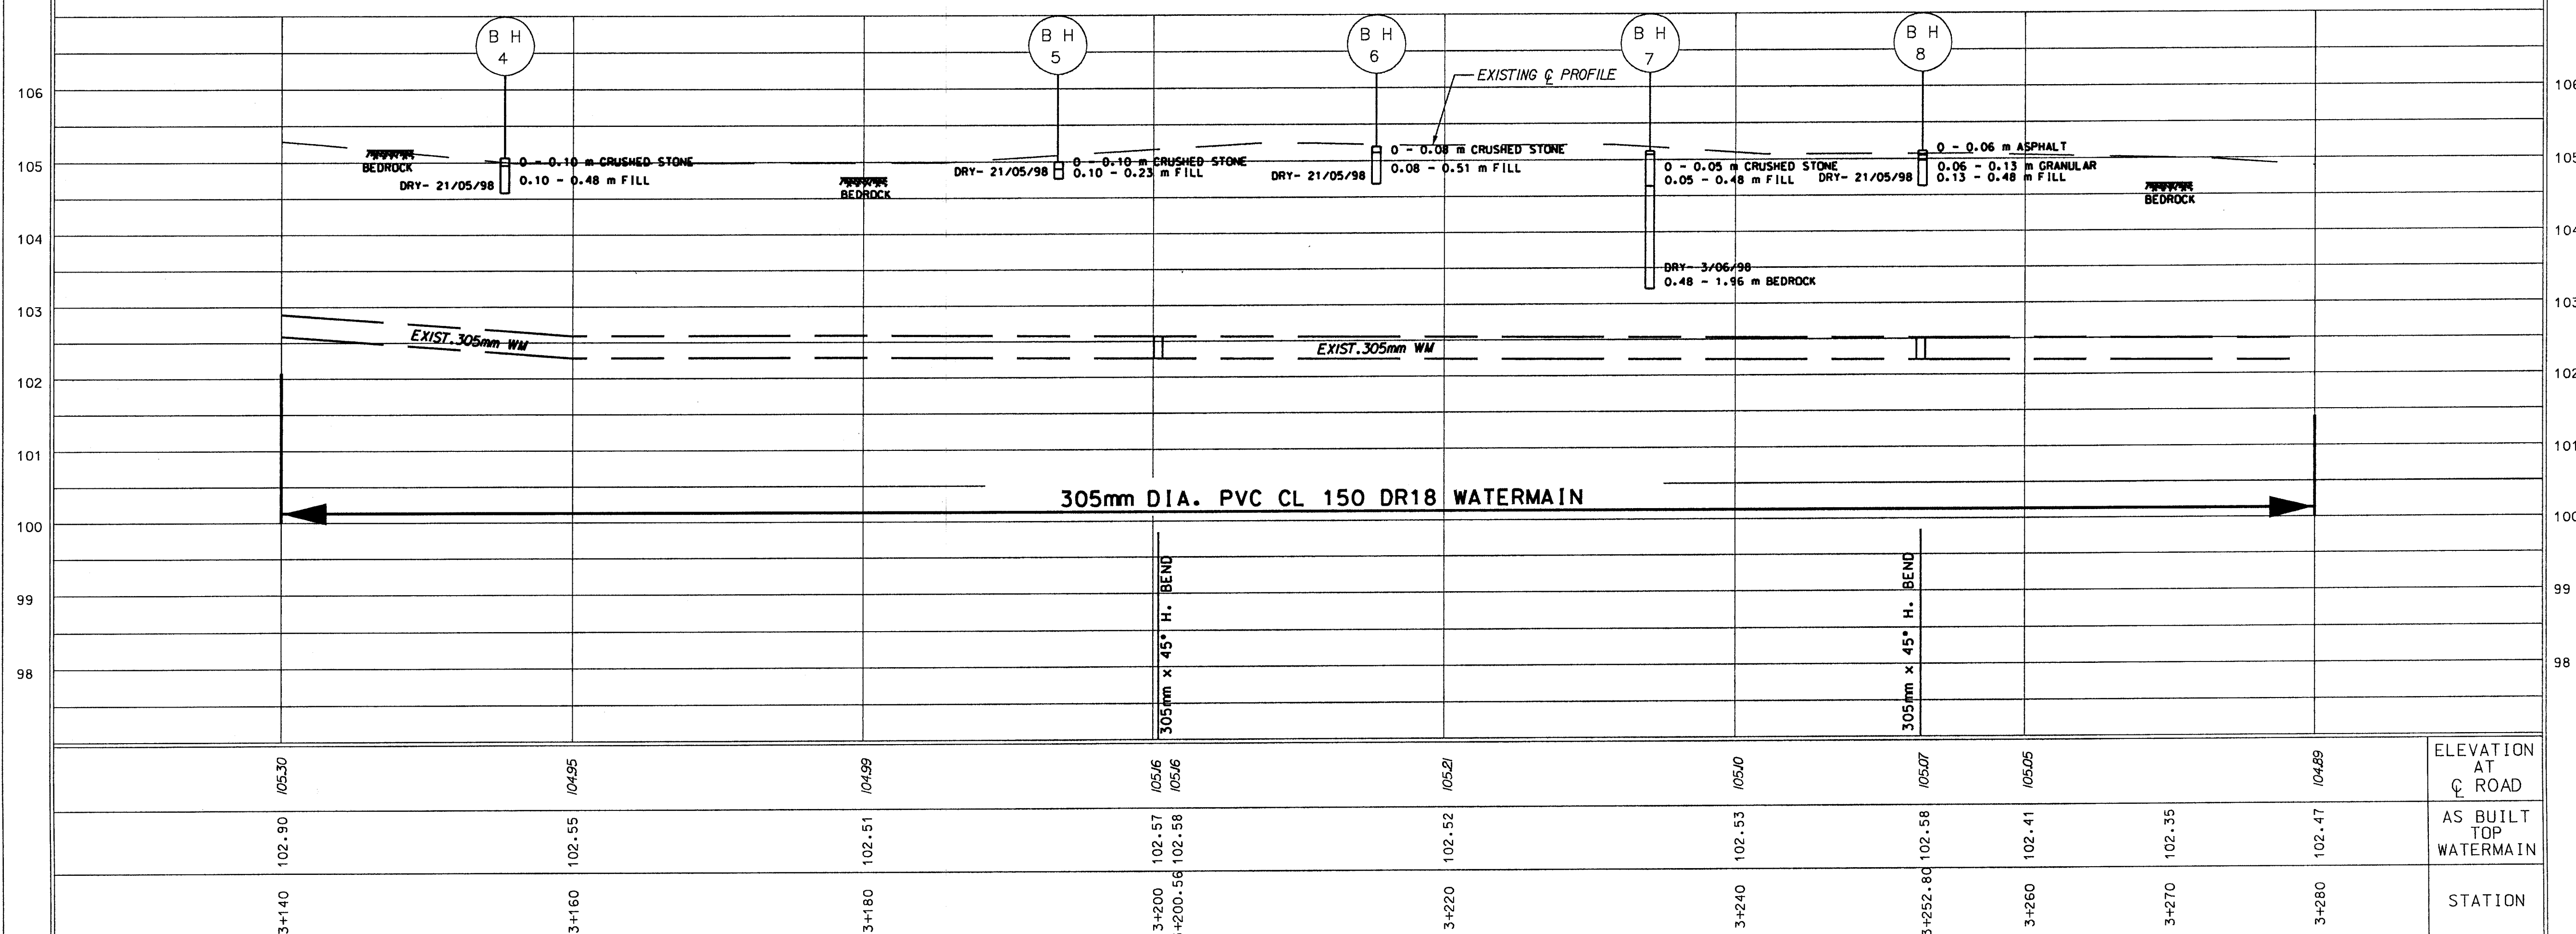 B H
4
B H
5
B H
6
B H
7
B H
8
EXISTING ℄ PROFILE
106
106
105
105
104
104
103
103
102
102
101
101
100
100
99
99
98
98
BEDROCK
0 - 0.10 m CRUSHED STONE
DRY- 21/05/98
0.10 - 0.48 m FILL
BEDROCK
0 - 0.10 m CRUSHED STONE
DRY- 21/05/98
0.10 - 0.23 m FILL
0 - 0.08 m CRUSHED STONE
DRY- 21/05/98
0.08 - 0.51 m FILL
0 - 0.05 m CRUSHED STONE
0.05 - 0.48 m FILL
DRY- 3/06/98
0.48 - 1.96 m BEDROCK
0 - 0.06 m ASPHALT
0.06 - 0.13 m GRANULAR
DRY- 21/05/98
0.13 - 0.48 m FILL
BEDROCK
EXIST.305mm WM
EXIST.305mm WM
305mm DIA. PVC CL 150 DR18 WATERMAIN
305mm x 45° H. BEND
305mm x 45° H. BEND
105.30
104.95
104.99
105.16
105.16
105.21
105.10
105.07
105.05
104.89
ELEVATION
AT
℄ ROAD
102.90
102.55
102.51
102.57
102.58
102.52
102.53
102.58
102.41
102.35
102.47
AS BUILT
TOP
WATERMAIN
3+140
3+160
3+180
3+200
+200.56
3+220
3+240
3+252.80
3+260
3+270
3+280
STATION